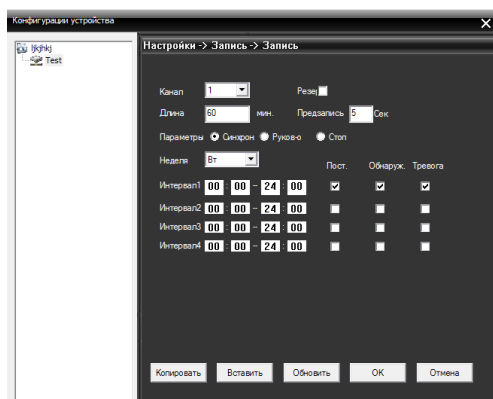 Конфигурации устройства
ljkjhkj
Test
Настройки -> Запись -> Запись
Канал 1 Резер
Длина 60 мин. Предзапись 5 Сек
Параметры Синхрон Руков-о Стоп
Неделя Вт Пост. Обнаруж. Тревога
Интервал1 00 : 00 - 24 : 00
Интервал2 00 : 00 - 24 : 00
Интервал3 00 : 00 - 24 : 00
Интервал4 00 : 00 - 24 : 00
Копировать Вставить Обновить OK Отмена